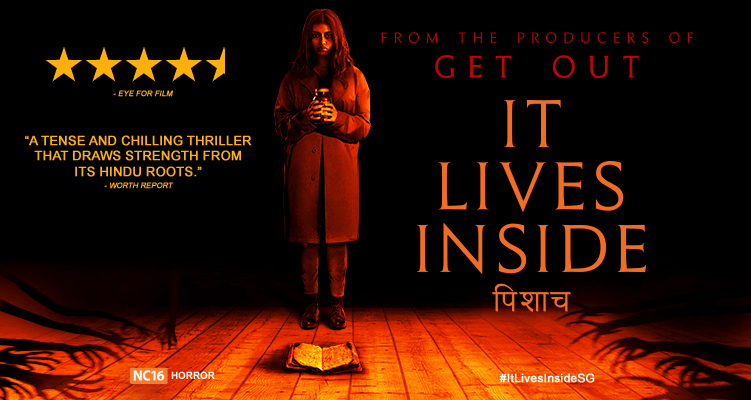 - EYE FOR FILM
“A TENSE AND CHILLING THRILLER
THAT DRAWS STRENGTH FROM
ITS HINDU ROOTS.”
- WORTH REPORT
FROM THE PRODUCERS OF
GET OUT
IT
LIVES
INSIDE
पिशाच
NC16 HORROR
#ItLivesInsideSG